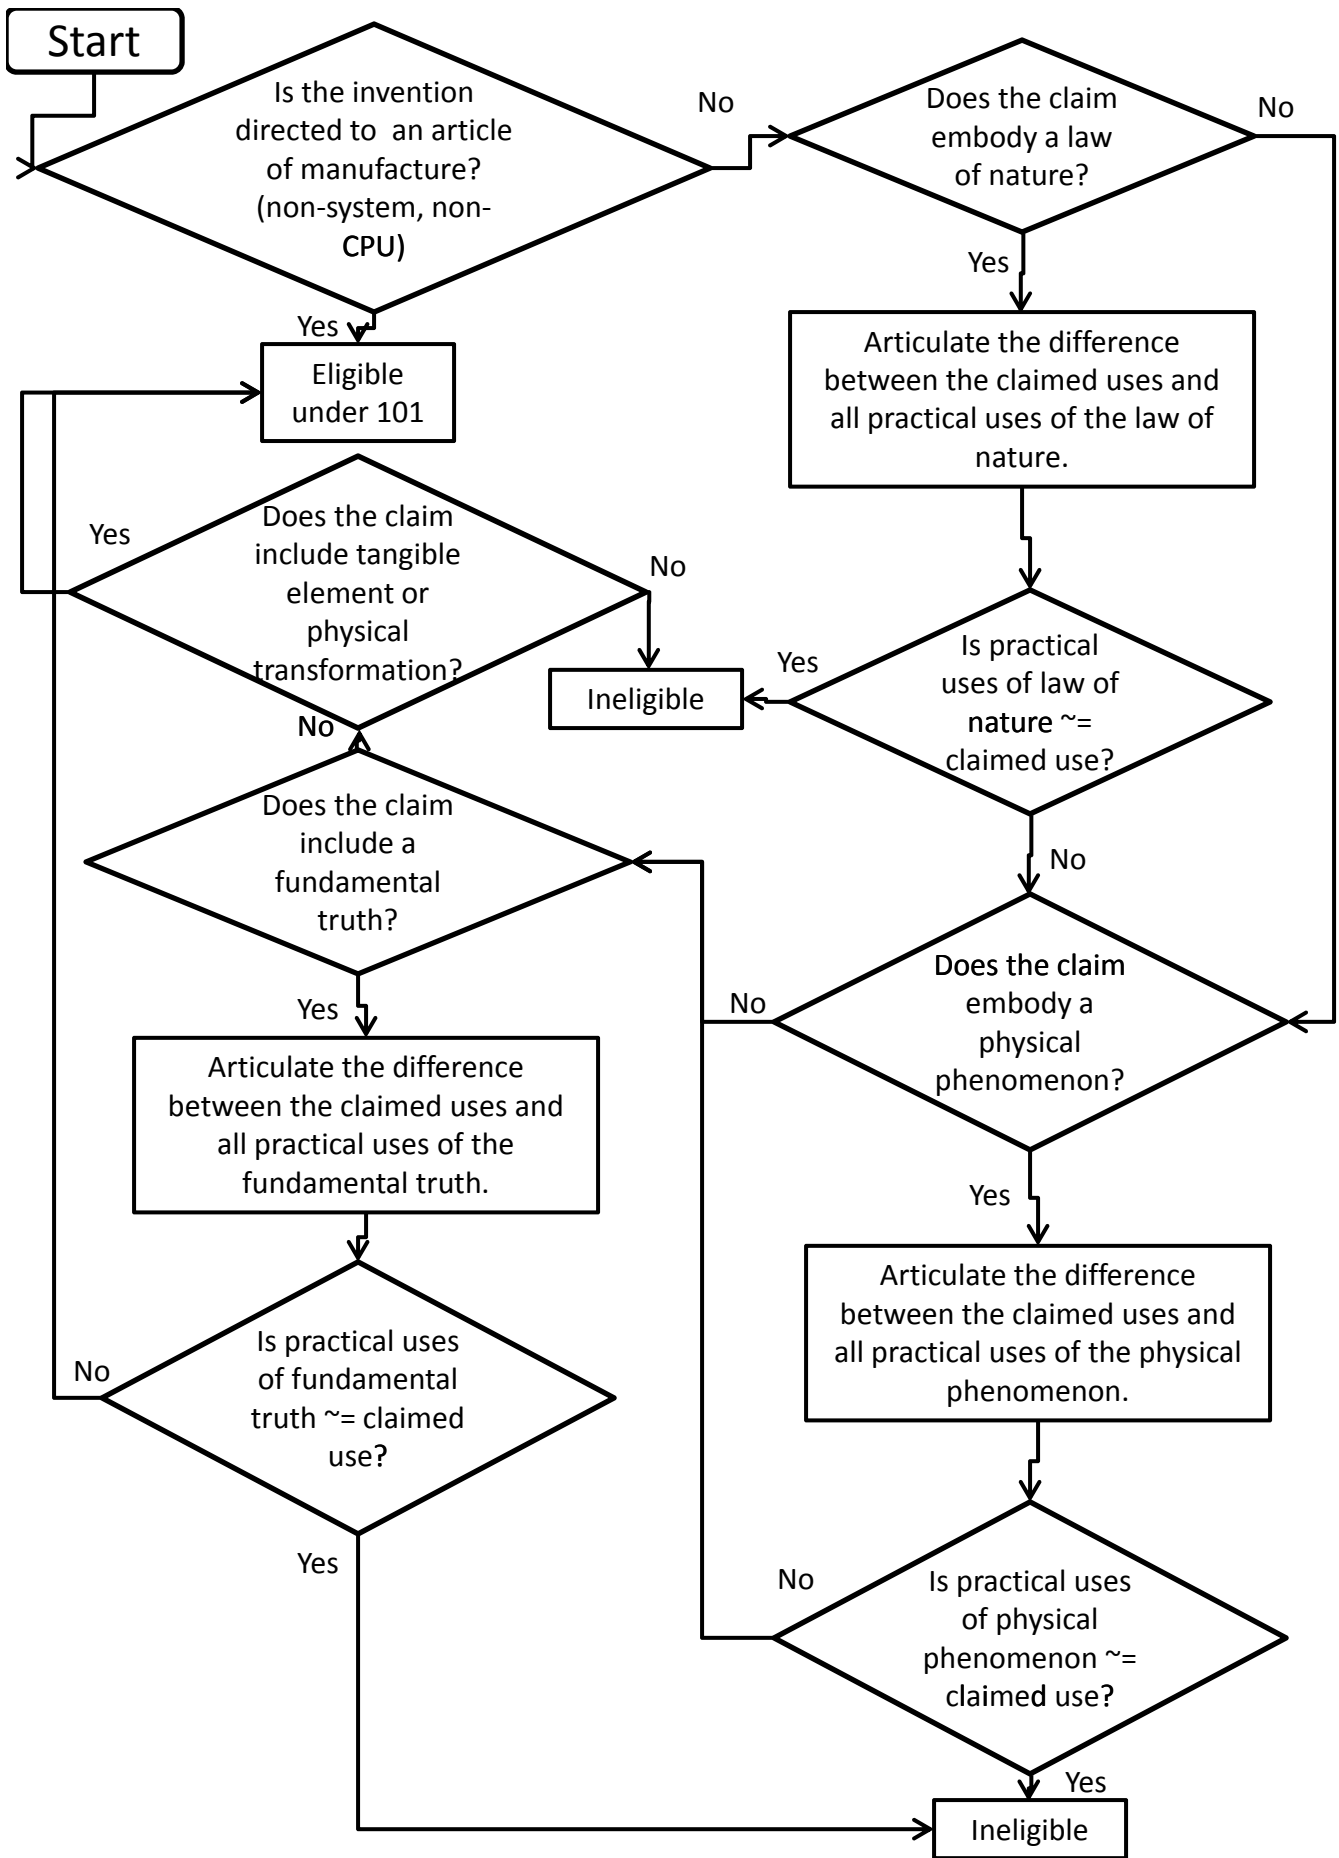 Start
Is the invention
directed to  an article
of manufacture?
(non-system, non-
CPU)
No
Does the claim
embody a law
of nature?
No
Yes
Yes
Eligible
under 101
Articulate the difference
between the claimed uses and
all practical uses of the law of
nature.
Yes
Does the claim
include tangible
element or
physical
transformation?
No
Ineligible
Yes
Is practical
uses of law of
nature ~=
claimed use?
No
No
Does the claim
include a
fundamental
truth?
Yes
No
Does the claim
embody a
physical
phenomenon?
Articulate the difference
between the claimed uses and
all practical uses of the
fundamental truth.
Yes
Articulate the difference
between the claimed uses and
all practical uses of the physical
phenomenon.
No
Is practical uses
of fundamental
truth ~= claimed
use?
Yes
No
Is practical uses
of physical
phenomenon ~=
claimed use?
Yes
Ineligible